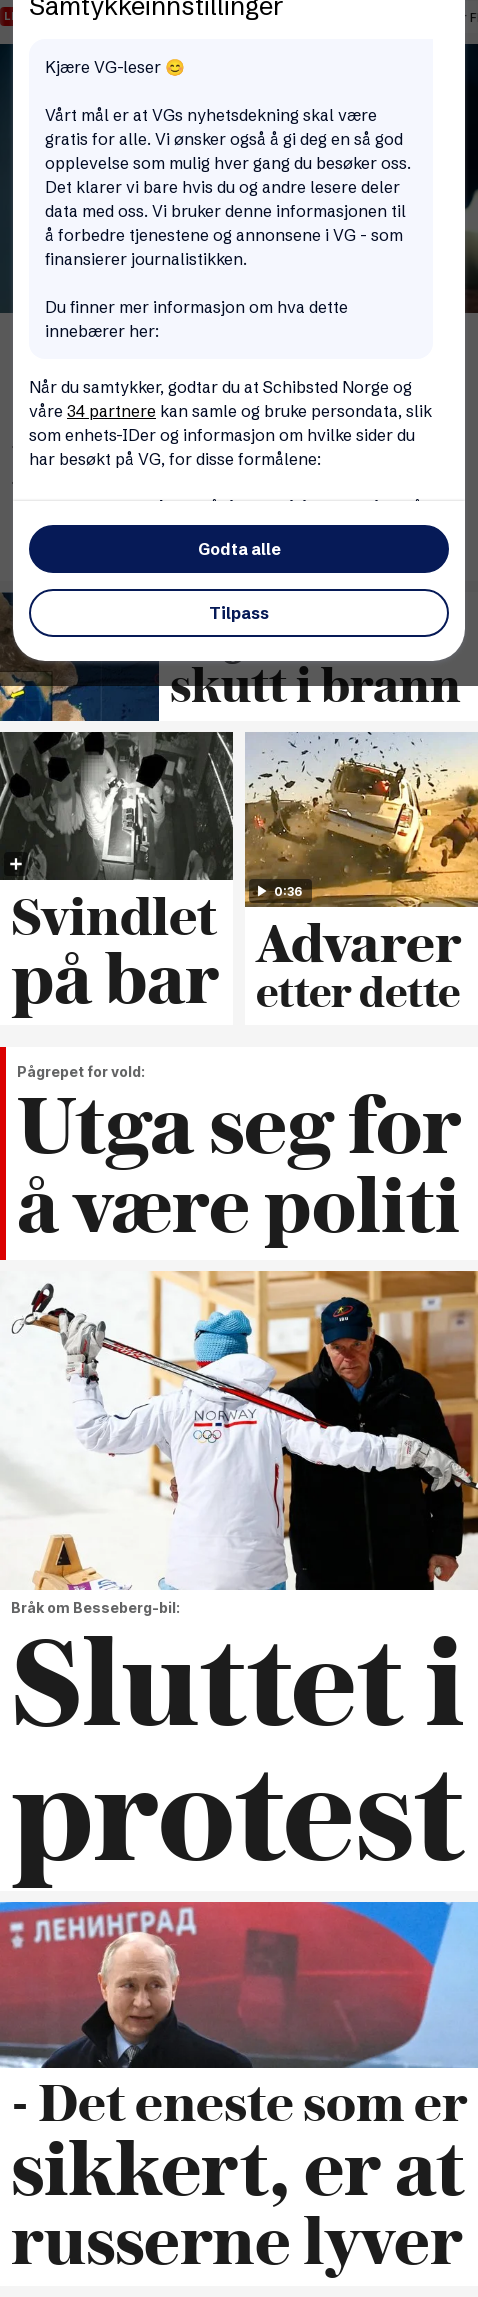 Samtykkeinnstillinger
Kjære VG-leser 😊
Vårt mål er at VGs nyhetsdekning skal være
gratis for alle. Vi ønsker også å gi deg en så god
opplevelse som mulig hver gang du besøker oss.
Det klarer vi bare hvis du og andre lesere deler
data med oss. Vi bruker denne informasjonen til
å forbedre tjenestene og annonsene i VG - som
finansierer journalistikken.
Du finner mer informasjon om hva dette
innebærer her:
Når du samtykker, godtar du at Schibsted Norge og
våre 34 partnere kan samle og bruke persondata, slik
som enhets-IDer og informasjon om hvilke sider du
har besøkt på VG, for disse formålene:
Godta alle
Tilpass
skutt i brann
0:36
Svindlet
på bar
Advarer
etter dette
Pågrepet for vold:
Utga seg for
å være politi
IBU
NORWAY
Bråk om Besseberg-bil:
Sluttet i
protest
ЛЕНИНГРАД
- Det eneste som er
sikkert, er at
russerne lyver